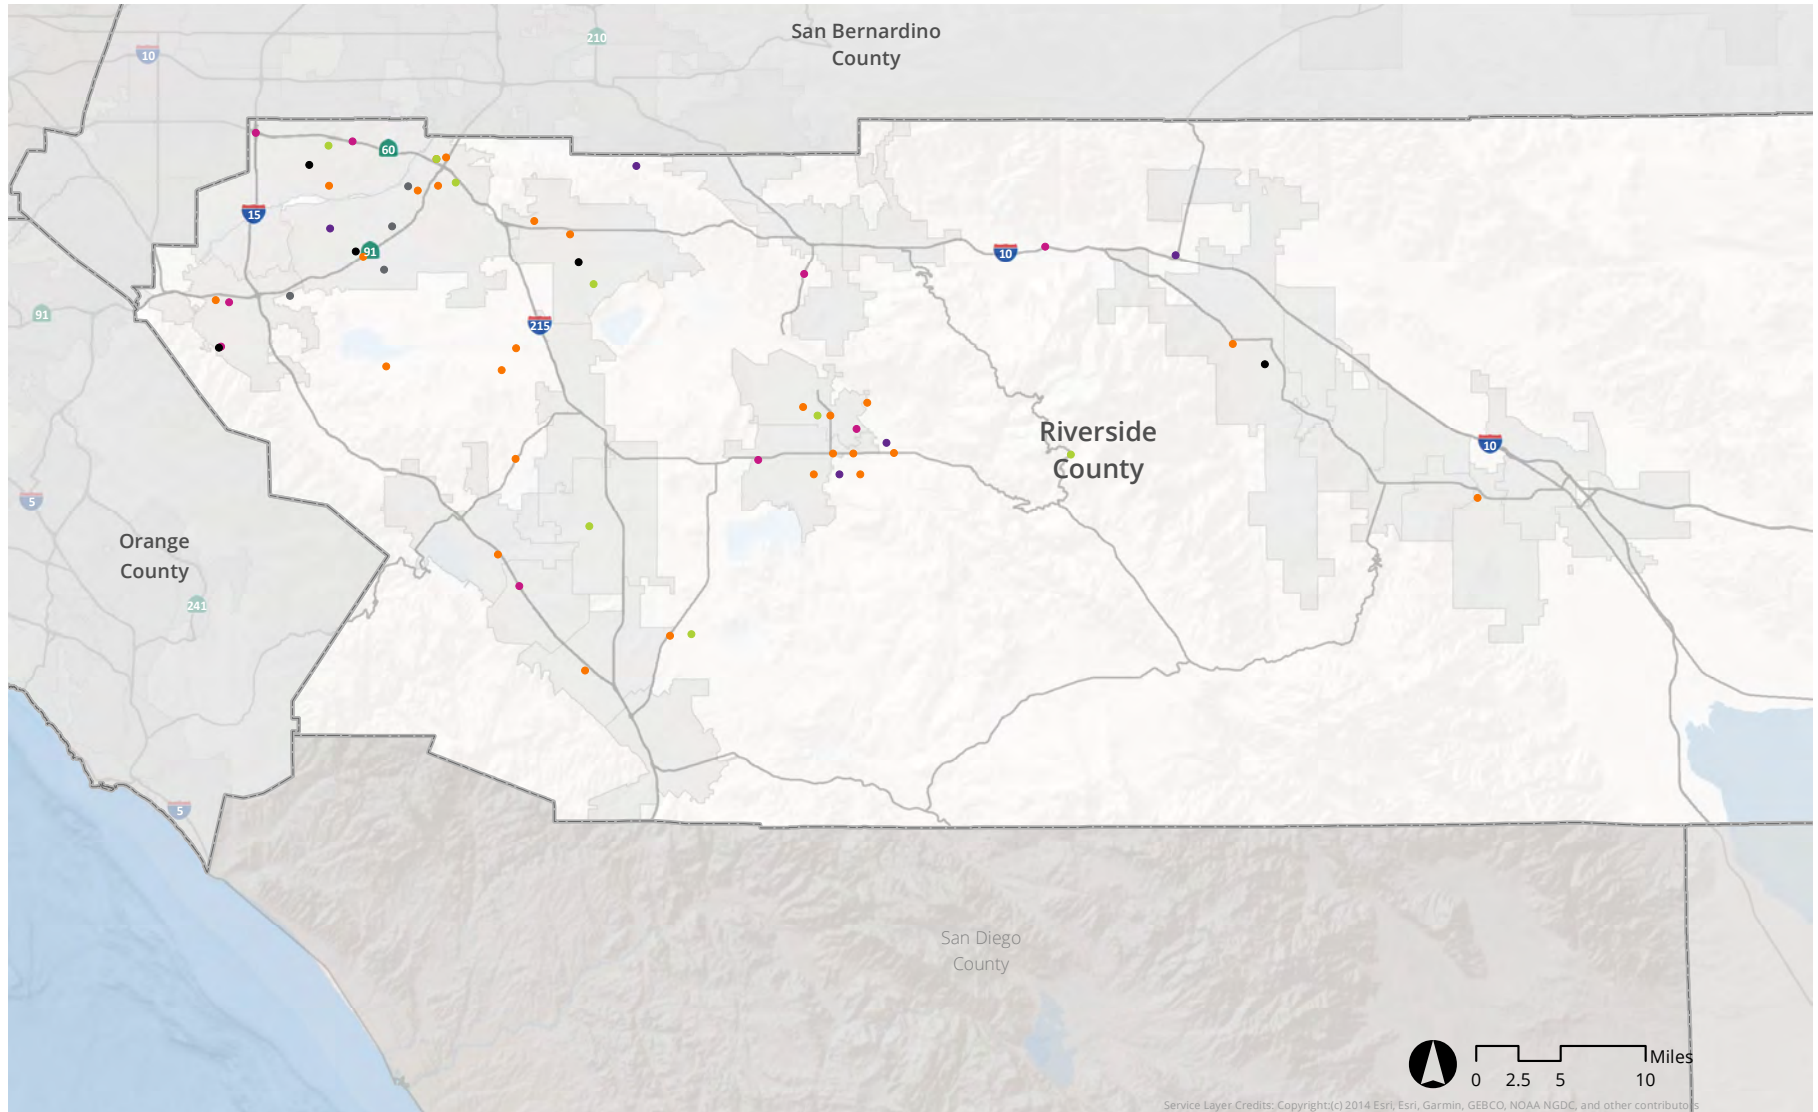 San Bernardino
County
210
10
60
15
91
10
91
215
Riverside
County
10
5
Orange
County
241
5
San Diego
County
Miles
0 2.5 5 10
Service Layer Credits: Copyright:(c) 2014 Esri, Esri, Garmin, GEBCO, NOAA NGDC, and other contributors